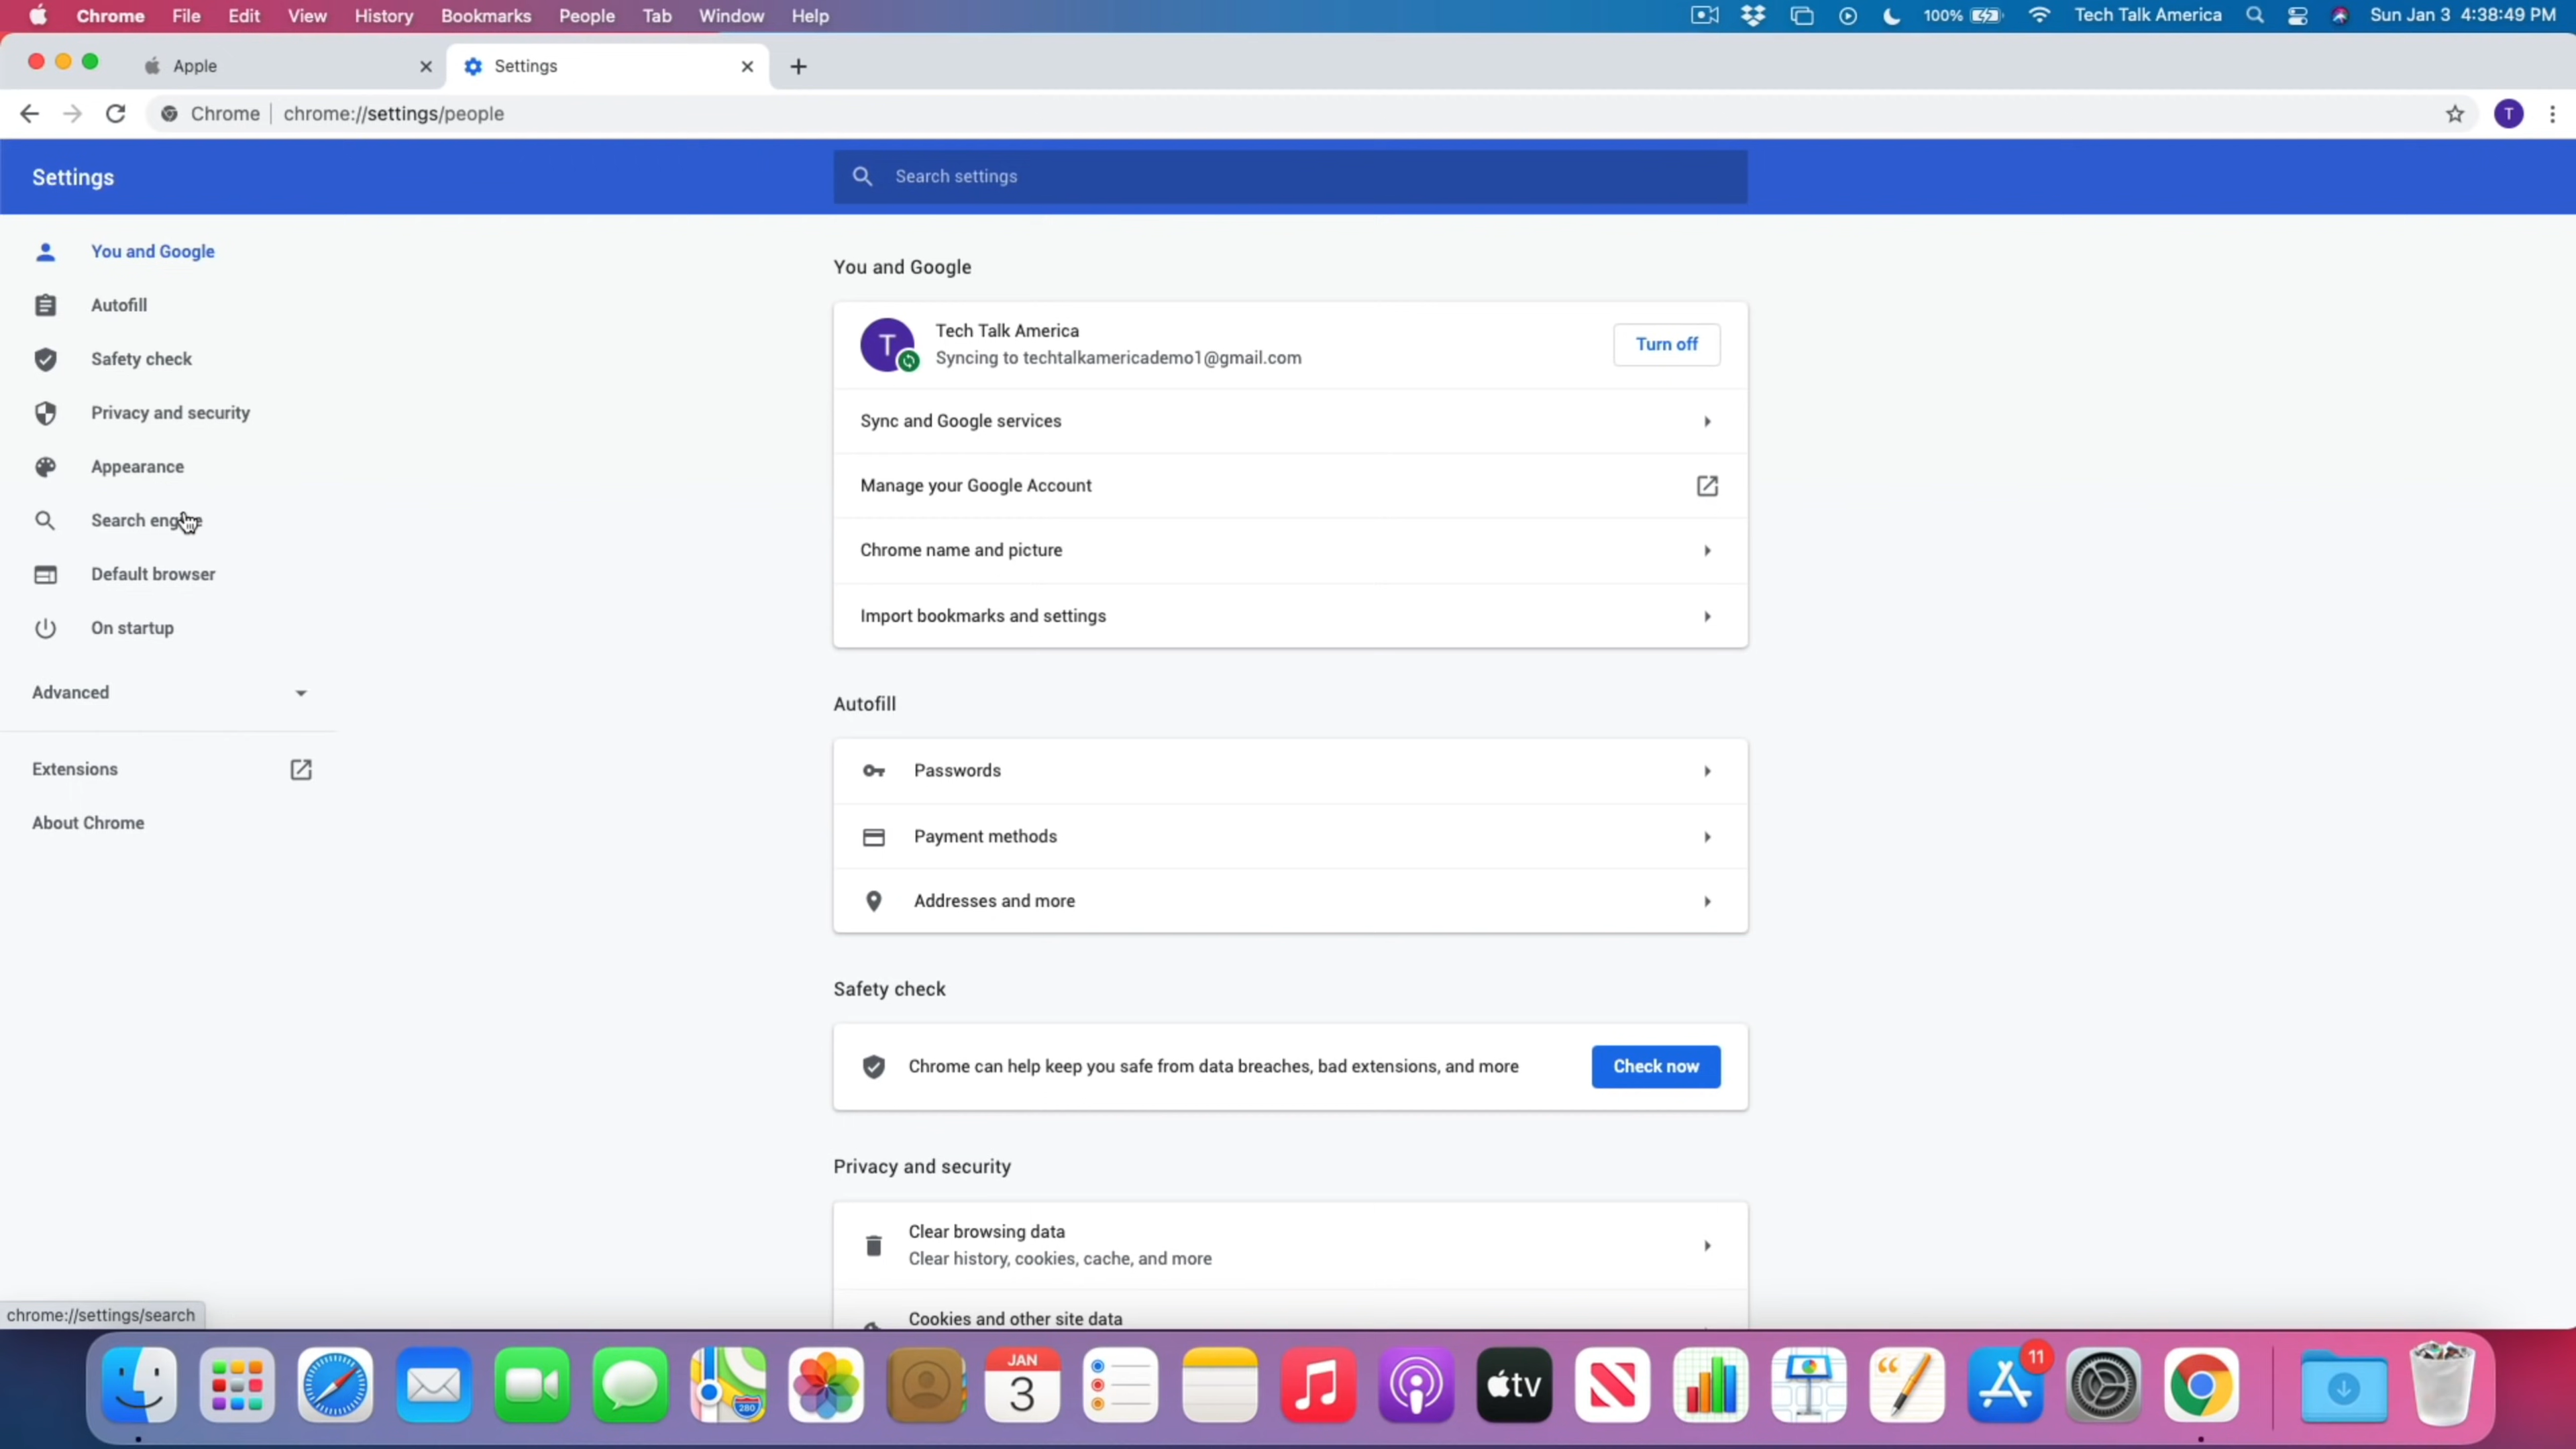 Chrome File Edit View History Bookmarks People Tab Window Help 100% Tech Talk America Sun Jan 3 4:38:49 PM
Apple Settings
Chrome chrome://settings/people T
Settings
Search settings
You and Google
Autofill
Safety check
Privacy and security
Appearance
Search eng e
Default browser
On startup
Advanced
Extensions
About Chrome
You and Google
T
Tech Talk America
Syncing to techtalkamericademo1@gmail.com
Turn off
Sync and Google services
Manage your Google Account
Chrome name and picture
Import bookmarks and settings
Autofill
Passwords
Payment methods
Addresses and more
Safety check
Chrome can help keep you safe from data breaches, bad extensions, and more
Check now
Privacy and security
Clear browsing data
Clear history, cookies, cache, and more
Cookies and other site data
chrome://settings/search
280
JAN
3
tv
11